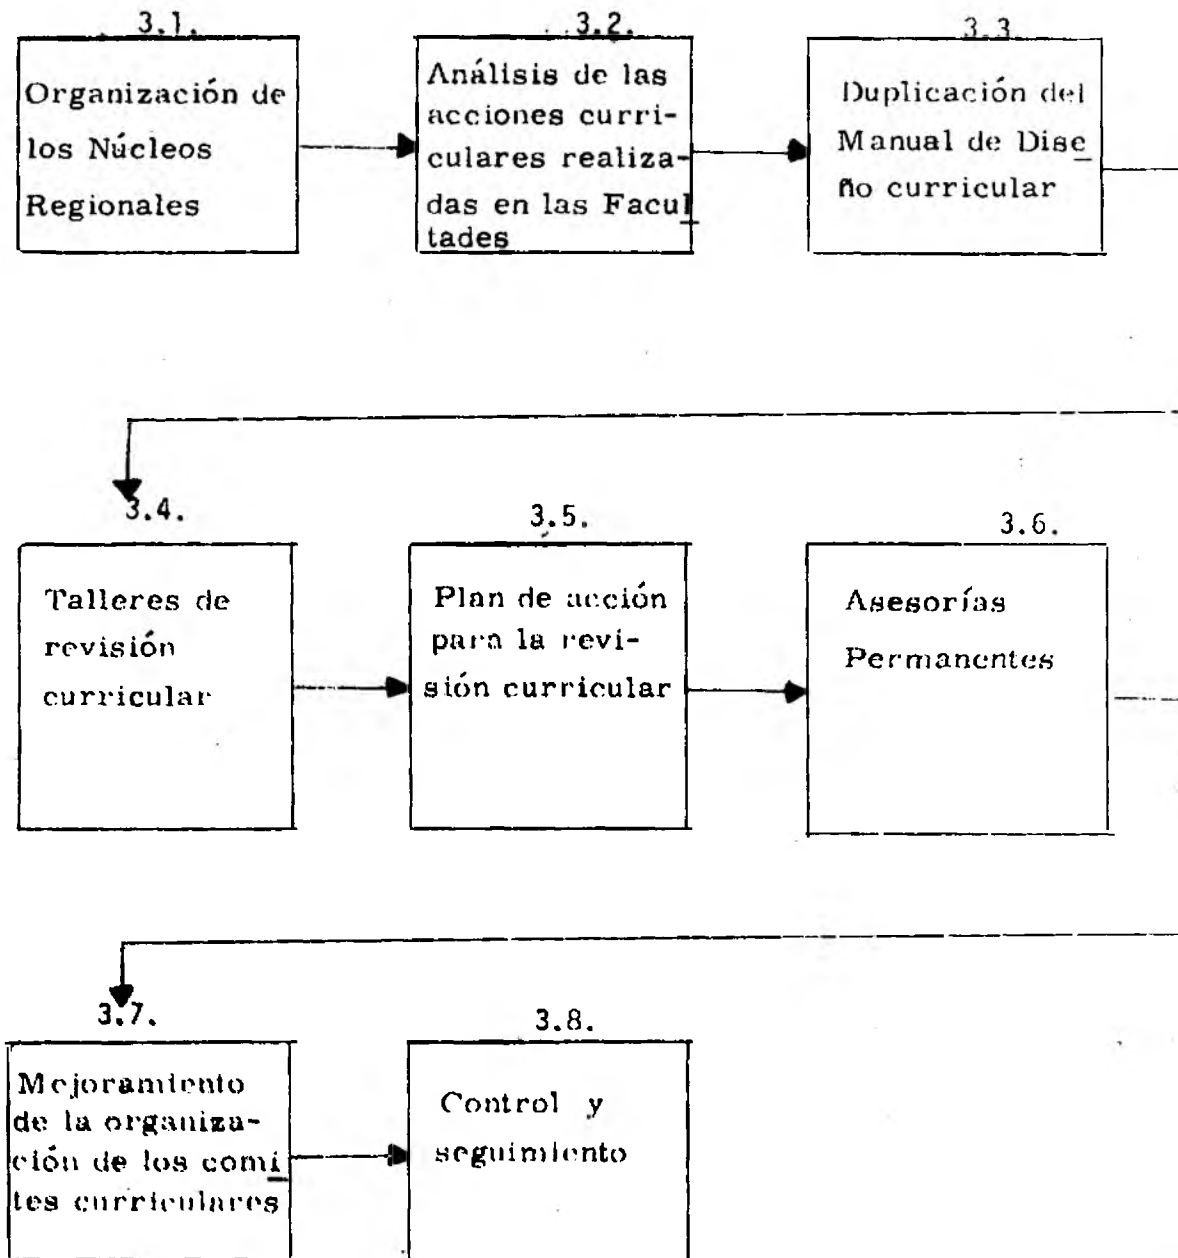 3.1.
Organización de
los Núcleos
Regionales
3.2.
Análisis de las
acciones curri-
culares realiza-
das en las Facul
tades
3.3
Duplicación del
Manual de Dise
ño curricular
3.4.
Talleres de
revisión
curricular
3.5.
Plan de acción
para la revi-
sión curricular
3.6.
Asesorías
Permanentes
3.7.
Mejoramiento
de la organiza-
ción de los comi
tes curriculares
3.8.
Control y
seguimiento